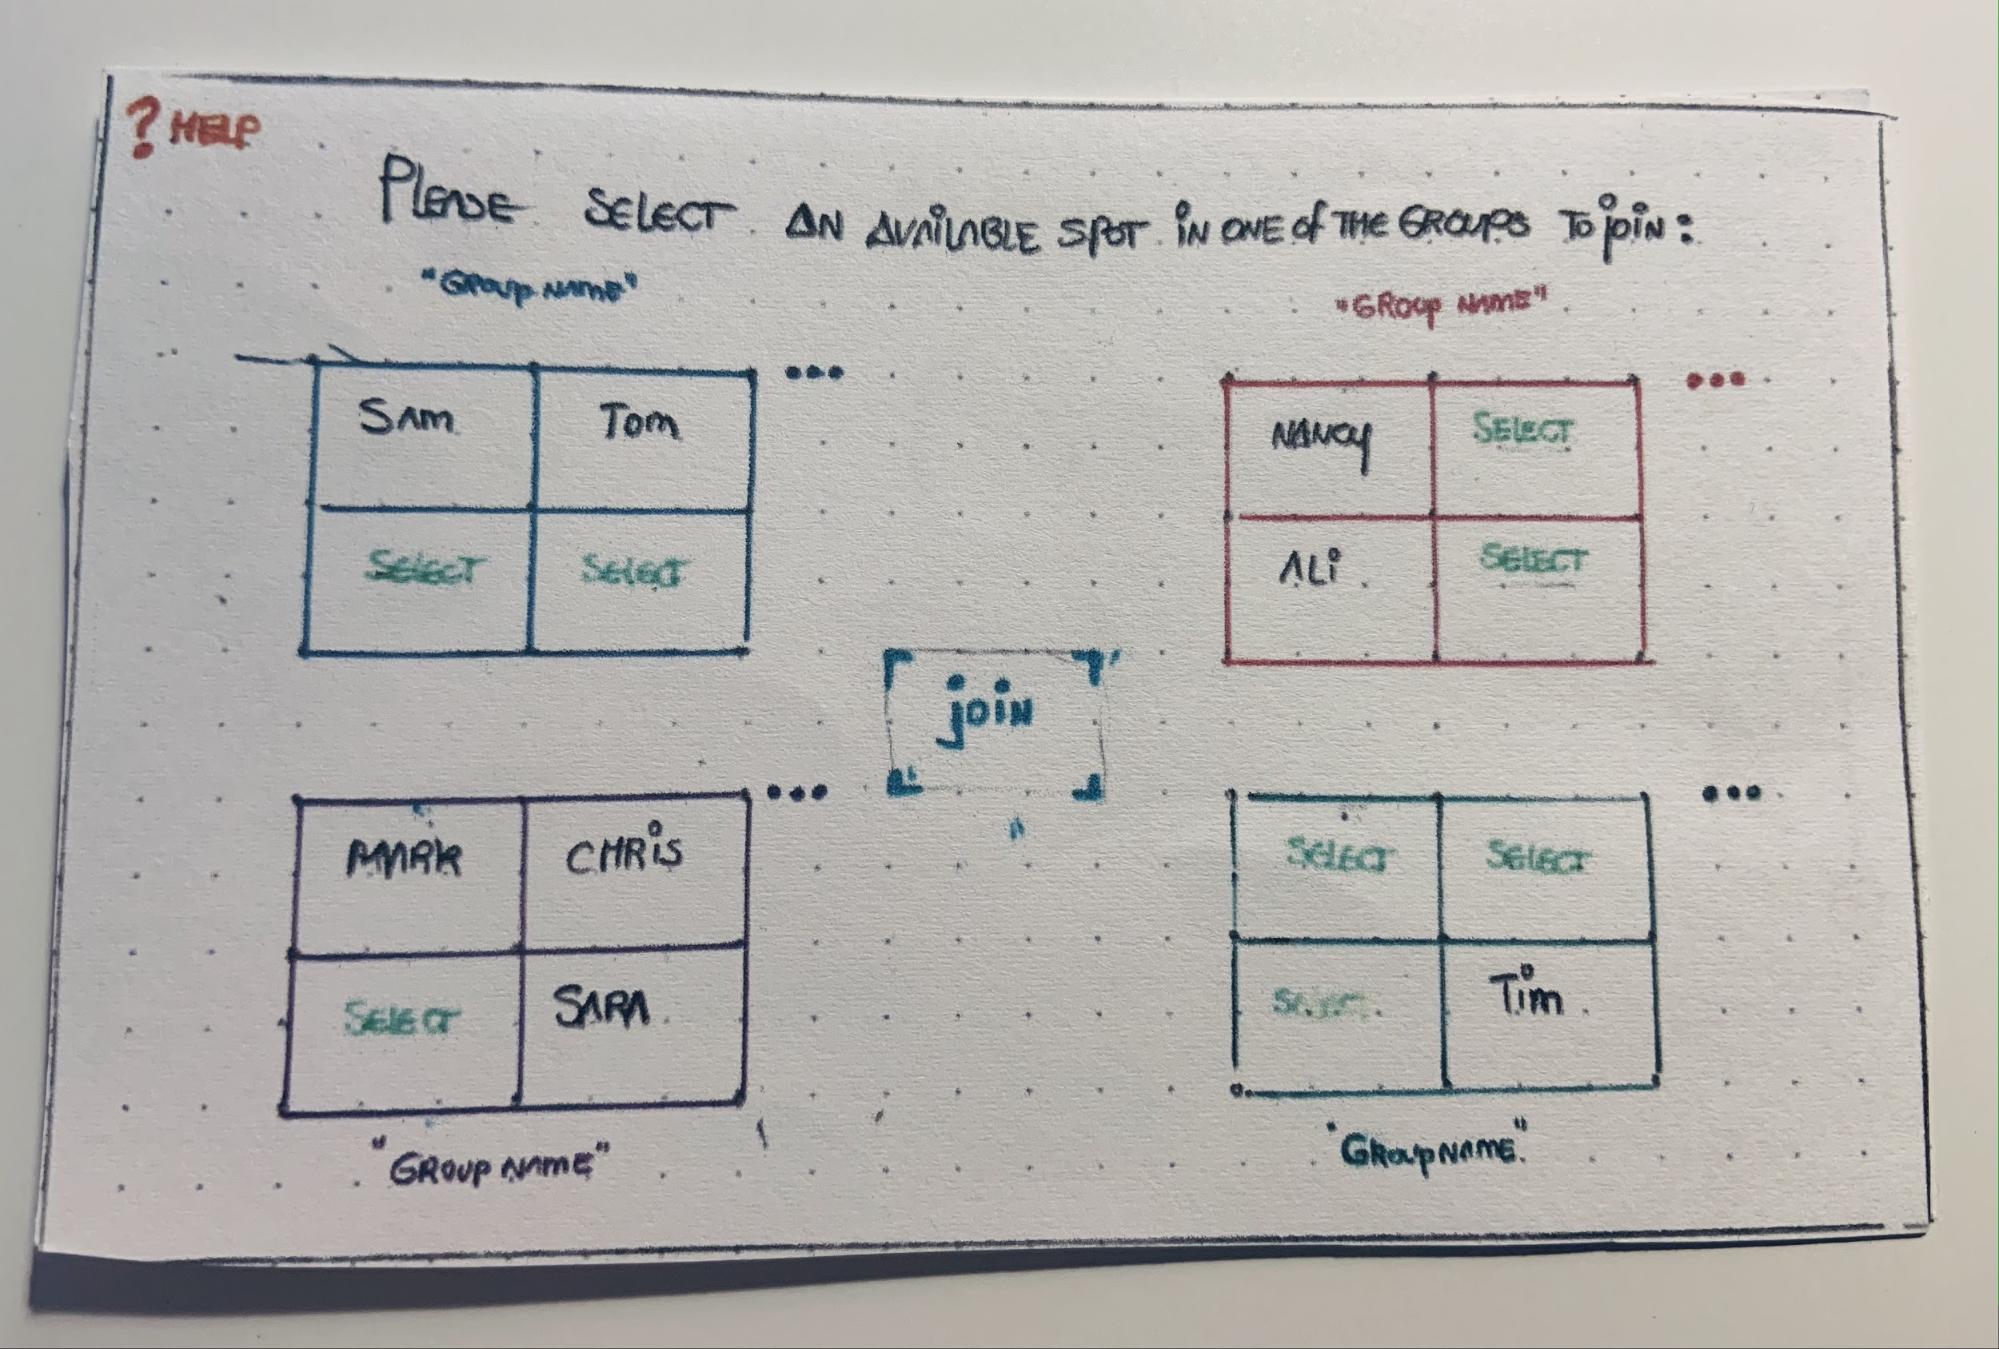 ? HELP
PLEASE SELECT AN AVAILABLE SPOT IN ONE of THE GROUPS To joiN:
"GROUP NAME"
"GROUP NAME"
SAM Tom
SELECT SELECT
•••
NANCY SELECT
ALi SELECT
•••
joiN
MARK CHRiS
SELECT SARA
•••
"GROUP NAME"
SELECT SELECT
SELECT Tim
•••
"GROUP NAME"